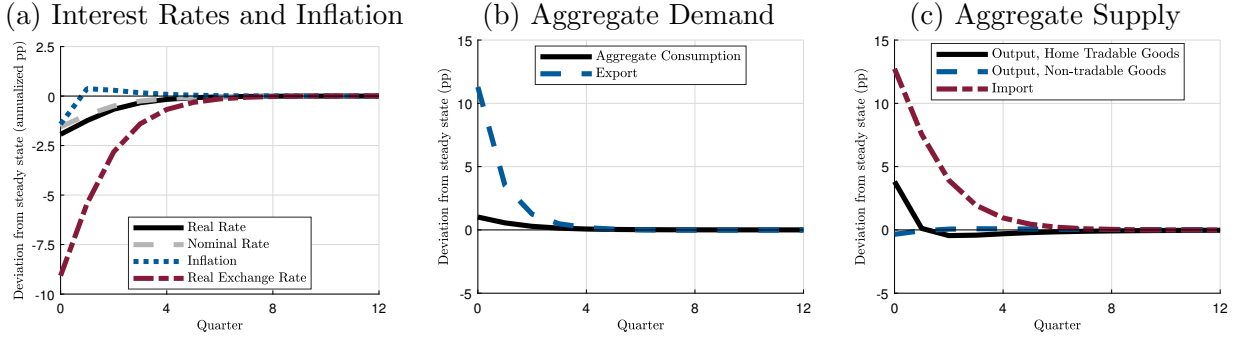 (a) Interest Rates and Inflation
Deviation from steady state (annualized pp)
2.5
0
-2.5
-5
-7.5
-10
Real Rate
Nominal Rate
Inflation
Real Exchange Rate
0
4
8
12
Quarter
(b) Aggregate Demand
Deviation from steady state (pp)
15
10
5
0
-5
Aggregate Consumption
Export
0
4
8
12
Quarter
(c) Aggregate Supply
Deviation from steady state (pp)
15
10
5
0
-5
Output, Home Tradable Goods
Output, Non-tradable Goods
Import
0
4
8
12
Quarter